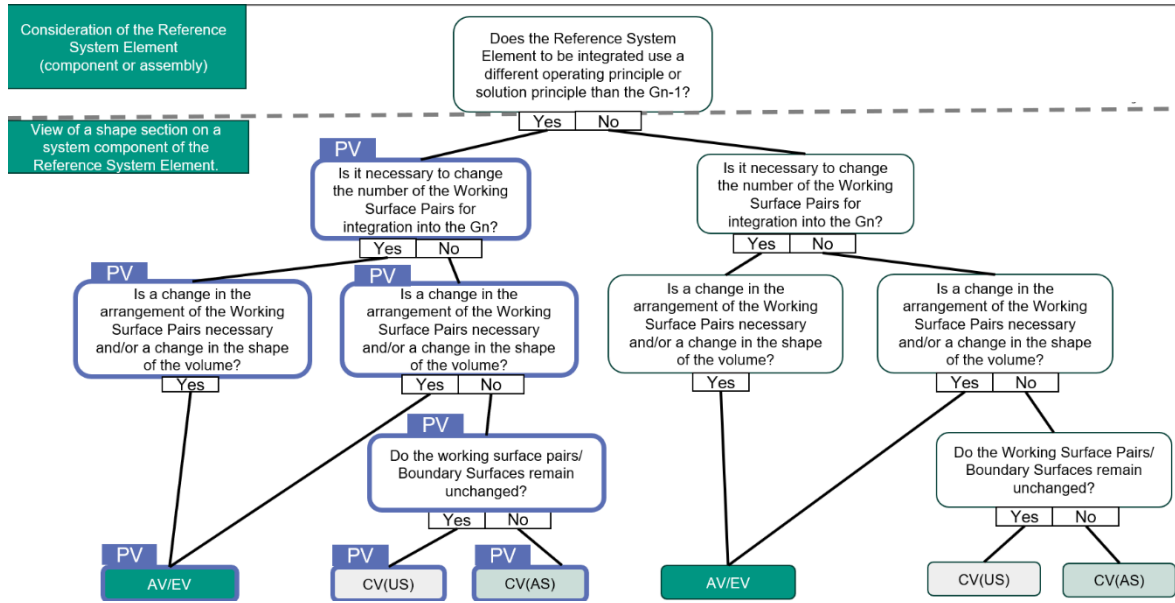 Consideration of the Reference
System Element
(component or assembly)
Does the Reference System
Element to be integrated use a
different operating principle or
solution principle than the Gn-1?
Yes
No
View of a shape section on a
system component of the
Reference System Element.
PV
Is it necessary to change
the number of the Working
Surface Pairs for
integration into the Gn?
Yes
No
Is it necessary to change
the number of the Working
Surface Pairs for
integration into the Gn?
Yes
No
PV
Is a change in the
arrangement of the Working
Surface Pairs necessary
and/or a change in the shape
of the volume?
Yes
PV
Is a change in the
arrangement of the Working
Surface Pairs necessary
and/or a change in the shape
of the volume?
Yes
No
Is a change in the
arrangement of the Working
Surface Pairs necessary
and/or a change in the shape
of the volume?
Yes
Is a change in the
arrangement of the Working
Surface Pairs necessary
and/or a change in the shape
of the volume?
Yes
No
PV
Do the working surface pairs/
Boundary Surfaces remain
unchanged?
Yes
No
Do the Working Surface Pairs/
Boundary Surfaces remain
unchanged?
Yes
No
PV
AV/EV
PV
CV(US)
PV
CV(AS)
AV/EV
CV(US)
CV(AS)